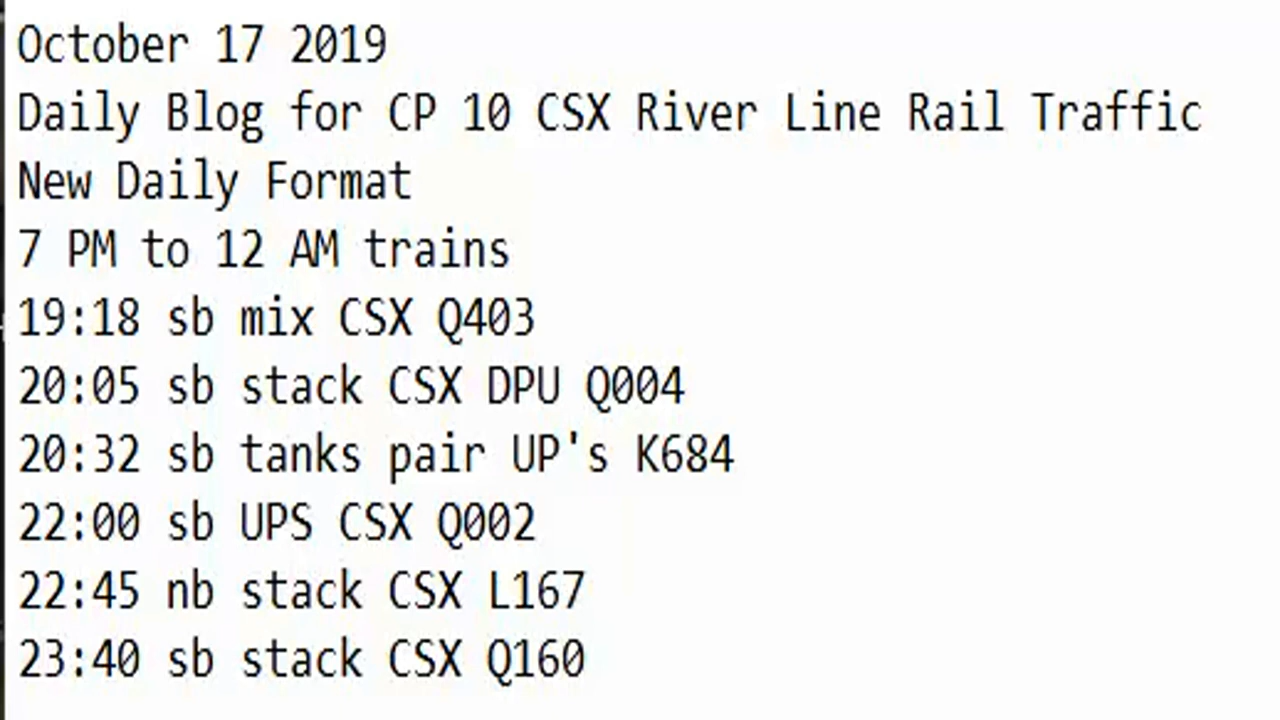 October 17 2019
Daily Blog for CP 10 CSX River Line Rail Traffic
New Daily Format
7 PM to 12 AM trains
19:18 sb mix CSX Q403
20:05 sb stack CSX DPU Q004
20:32 sb tanks pair UP's K684
22:00 sb UPS CSX Q002
22:45 nb stack CSX L167
23:40 sb stack CSX Q160